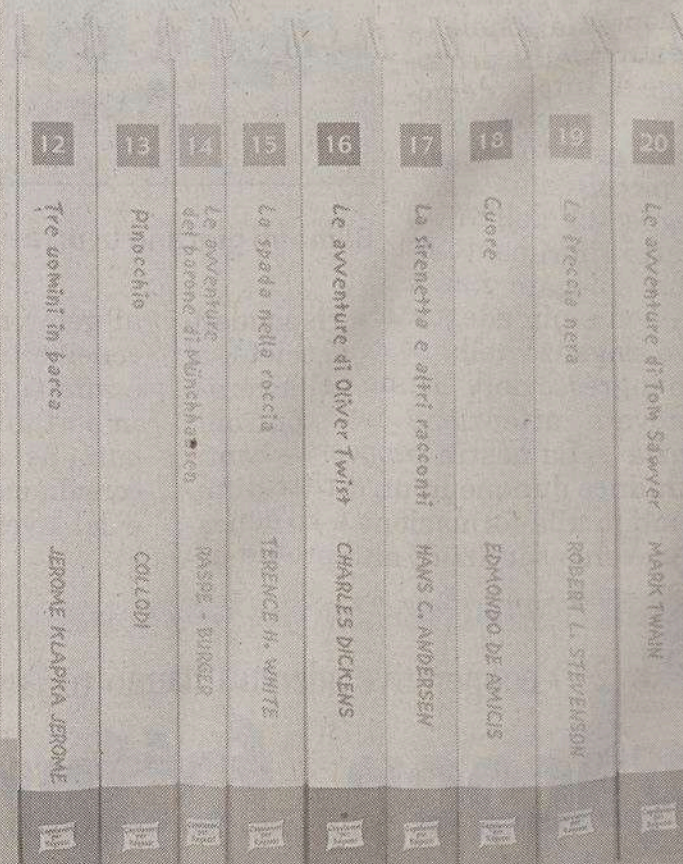 12
Tre uomini in barca
JEROME KLAPKA JEROME
13
Pinocchio
COLLODI
14
Le avventure
del barone di Münchhausen
RASPE - BURGER
15
La spada nella roccia
TERENCE H. WHITE
16
Le avventure di Oliver Twist
CHARLES DICKENS
17
La sirenetta e altri racconti
HANS C. ANDERSEN
18
Cuore
EDMONDO DE AMICIS
19
La freccia nera
ROBERT L. STEVENSON
20
Le avventure di Tom Sawyer
MARK TWAIN